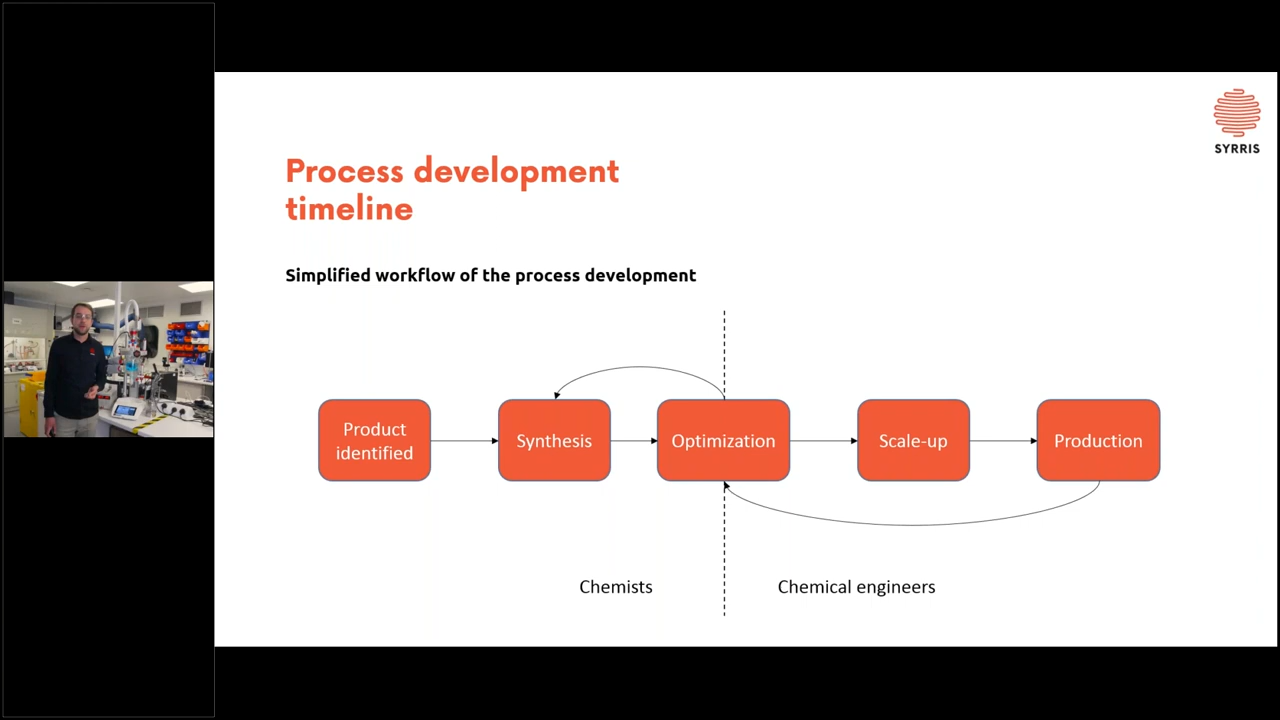 SYRRIS
Process development
timeline
Simplified workflow of the process development
Product
identified
Synthesis
Optimization
Scale-up
Production
Chemists
Chemical engineers